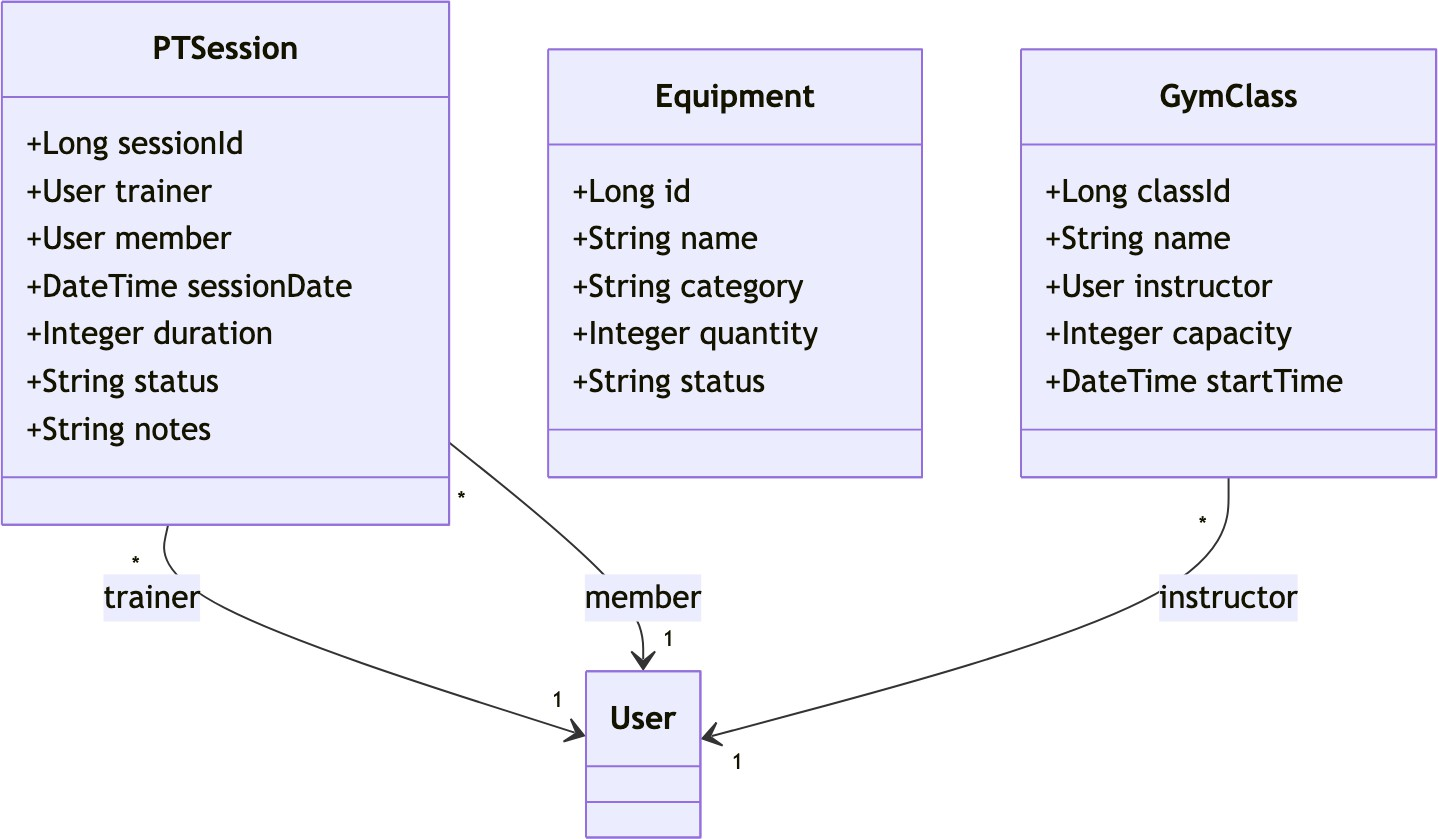 PTSession
+Long sessionId
+User trainer
+User member
+DateTime sessionDate
+Integer duration
+String status
+String notes
Equipment
+Long id
+String name
+String category
+Integer quantity
+String status
GymClass
+Long classId
+String name
+User instructor
+Integer capacity
+DateTime startTime
*
*
*
trainer
member
instructor
1
1
1
User